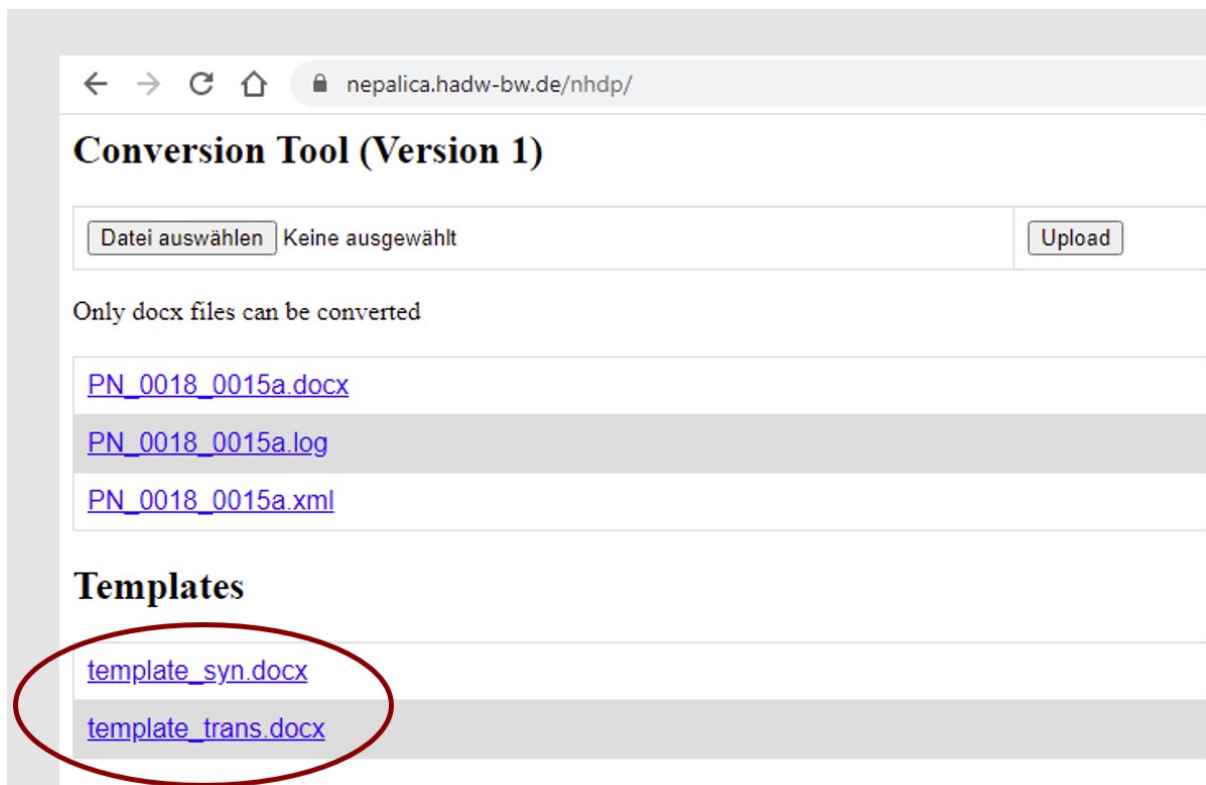 nepalica.hadw-bw.de/nhdp/
Conversion Tool (Version 1)
Datei auswählen Keine ausgewählt Upload
Only docx files can be converted
PN_0018_0015a.docx
PN_0018_0015a.log
PN_0018_0015a.xml
Templates
template_syn.docx
template_trans.docx